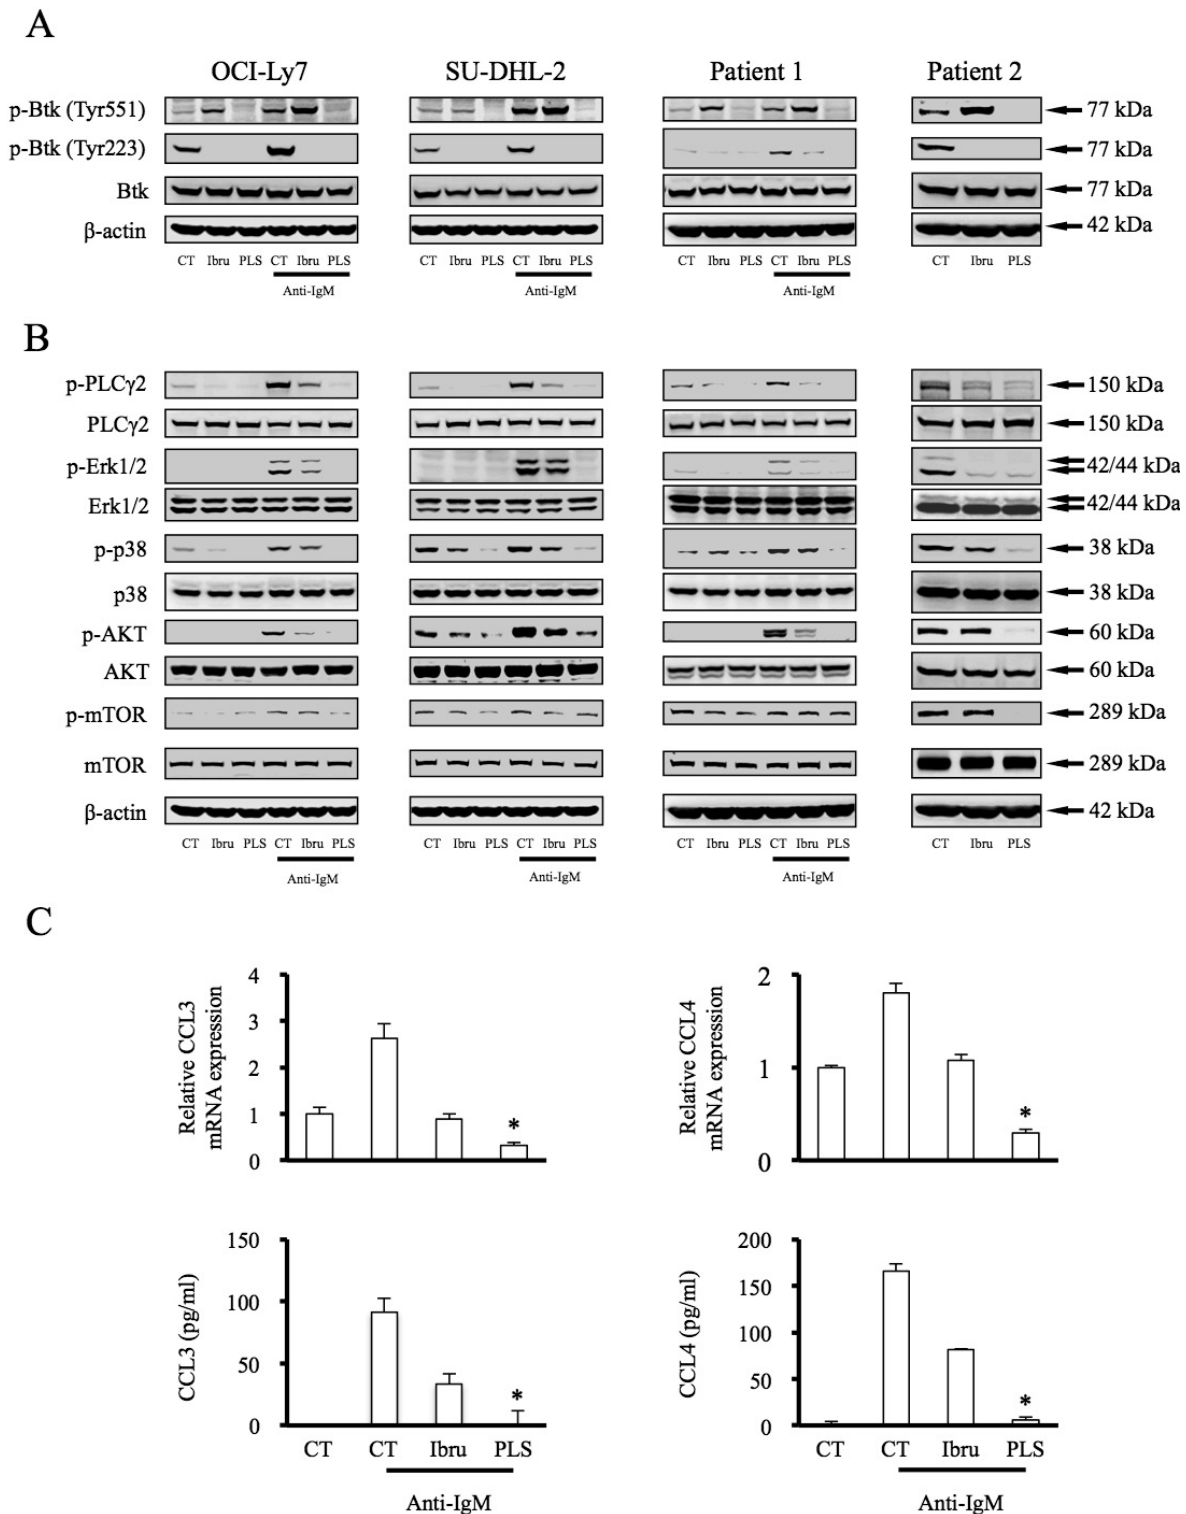 A
OCI-Ly7 SU-DHL-2 Patient 1 Patient 2
p-Btk (Tyr551) 77 kDa
p-Btk (Tyr223) 77 kDa
Btk 77 kDa
β-actin 42 kDa
CT Ibru PLS CT Ibru PLS CT Ibru PLS CT Ibru PLS CT Ibru PLS CT Ibru PLS CT Ibru PLS
Anti-IgM Anti-IgM Anti-IgM
B
p-PLCγ2 150 kDa
PLCγ2 150 kDa
p-Erk1/2 42/44 kDa
Erk1/2 42/44 kDa
p-p38 38 kDa
p38 38 kDa
p-AKT 60 kDa
AKT 60 kDa
p-mTOR 289 kDa
mTOR 289 kDa
β-actin 42 kDa
CT Ibru PLS CT Ibru PLS CT Ibru PLS CT Ibru PLS CT Ibru PLS CT Ibru PLS CT Ibru PLS
Anti-IgM Anti-IgM Anti-IgM
C
Relative CCL3
mRNA expression
4
3
2
1
0
*
Relative CCL4
mRNA expression
2
1
0
*
CCL3 (pg/ml)
150
100
50
0
*
CT CT Ibru PLS
Anti-IgM
CCL4 (pg/ml)
200
150
100
50
0
*
CT CT Ibru PLS
Anti-IgM